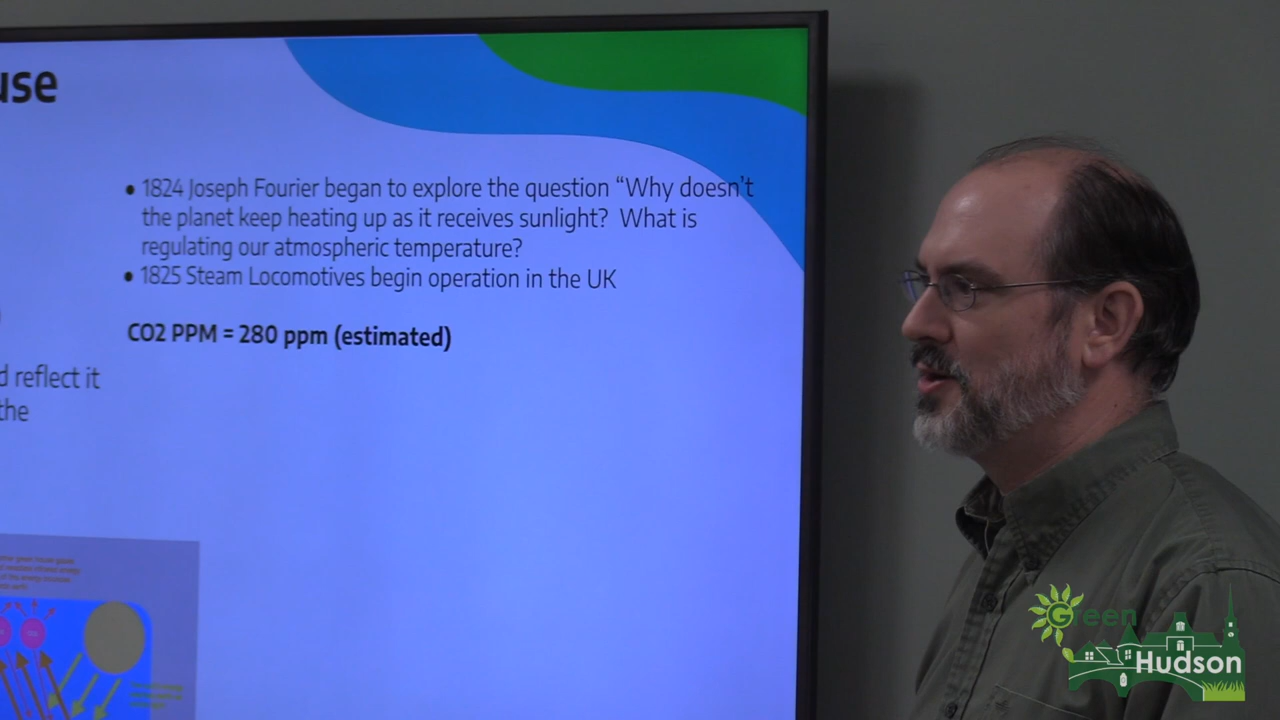 use
• 1824 Joseph Fourier began to explore the question “Why doesn't
the planet keep heating up as it receives sunlight?  What is
regulating our atmospheric temperature?
• 1825 Steam Locomotives begin operation in the UK
CO2 PPM = 280 ppm (estimated)
d reflect it
the
Green
Hudson